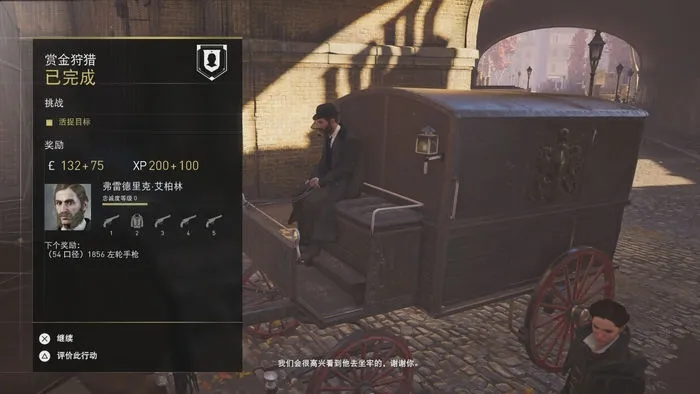 赏金狩猎
已完成
挑战
活捉目标
奖励
£ 132+75 XP 200+100
弗雷德里克·艾柏林
忠诚度等级 0
1 2 3 4 5
下个奖励:
(54 口径) 1856 左轮手枪
继续
评价此行动
我们会很高兴看到他去坐牢的,谢谢你。